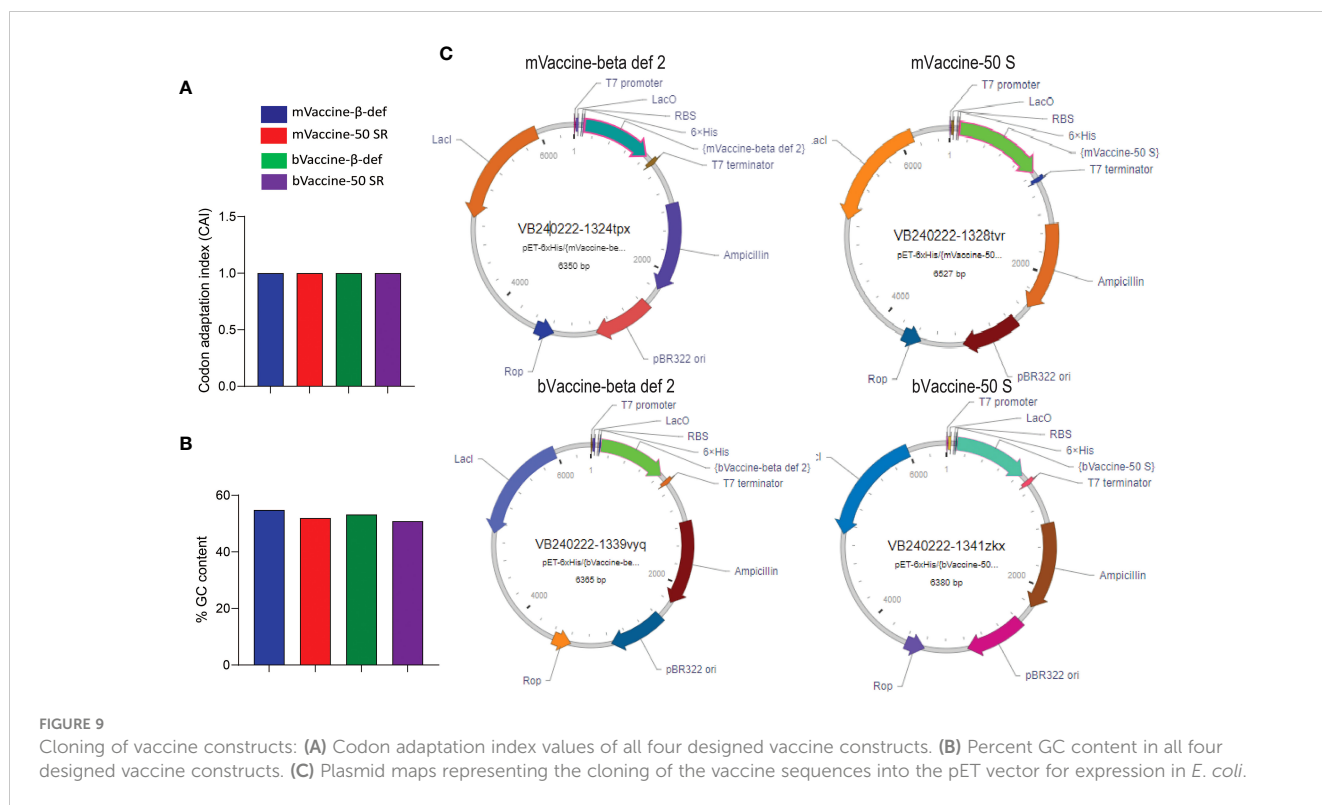 A
mVaccine-β-def
mVaccine-50 SR
bVaccine-β-def
bVaccine-50 SR
Codon adaptation index (CAI)
1.5
1.0
0.5
0.0
B
% GC content
60
40
20
0
C
mVaccine-beta def 2
T7 promoter
LacO
RBS
6×His
{mVaccine-beta def 2}
T7 terminator
LacI
6000
1
VB240222-1324tpx
pET-6xHis/{mVaccine-be...
6350 bp
2000
4000
Ampicillin
pBR322 ori
Rop
mVaccine-50 S
T7 promoter
LacO
RBS
6×His
{mVaccine-50 S}
T7 terminator
.acI
6000
1
VB240222-1328tvr
pET-6xHis/{mVaccine-50...
6527 bp
2000
4000
Ampicillin
pBR322 ori
Rop
bVaccine-beta def 2
T7 promoter
LacO
RBS
6×His
{bVaccine-beta def 2}
T7 terminator
LacI
6000
1
VB240222-1339vyq
pET-6xHis/{bVaccine-be...
6365 bp
2000
4000
Ampicillin
pBR322 ori
Rop
bVaccine-50 S
T7 promoter
LacO
RBS
6×His
{bVaccine-50 S}
T7 terminator
:I
6000
1
VB240222-1341zkx
pET-6xHis/{bVaccine-50...
6380 bp
2000
4000
Ampicillin
pBR322 ori
Rop
FIGURE 9
Cloning of vaccine constructs: (A) Codon adaptation index values of all four designed vaccine constructs. (B) Percent GC content in all four
designed vaccine constructs. (C) Plasmid maps representing the cloning of the vaccine sequences into the pET vector for expression in E. coli.